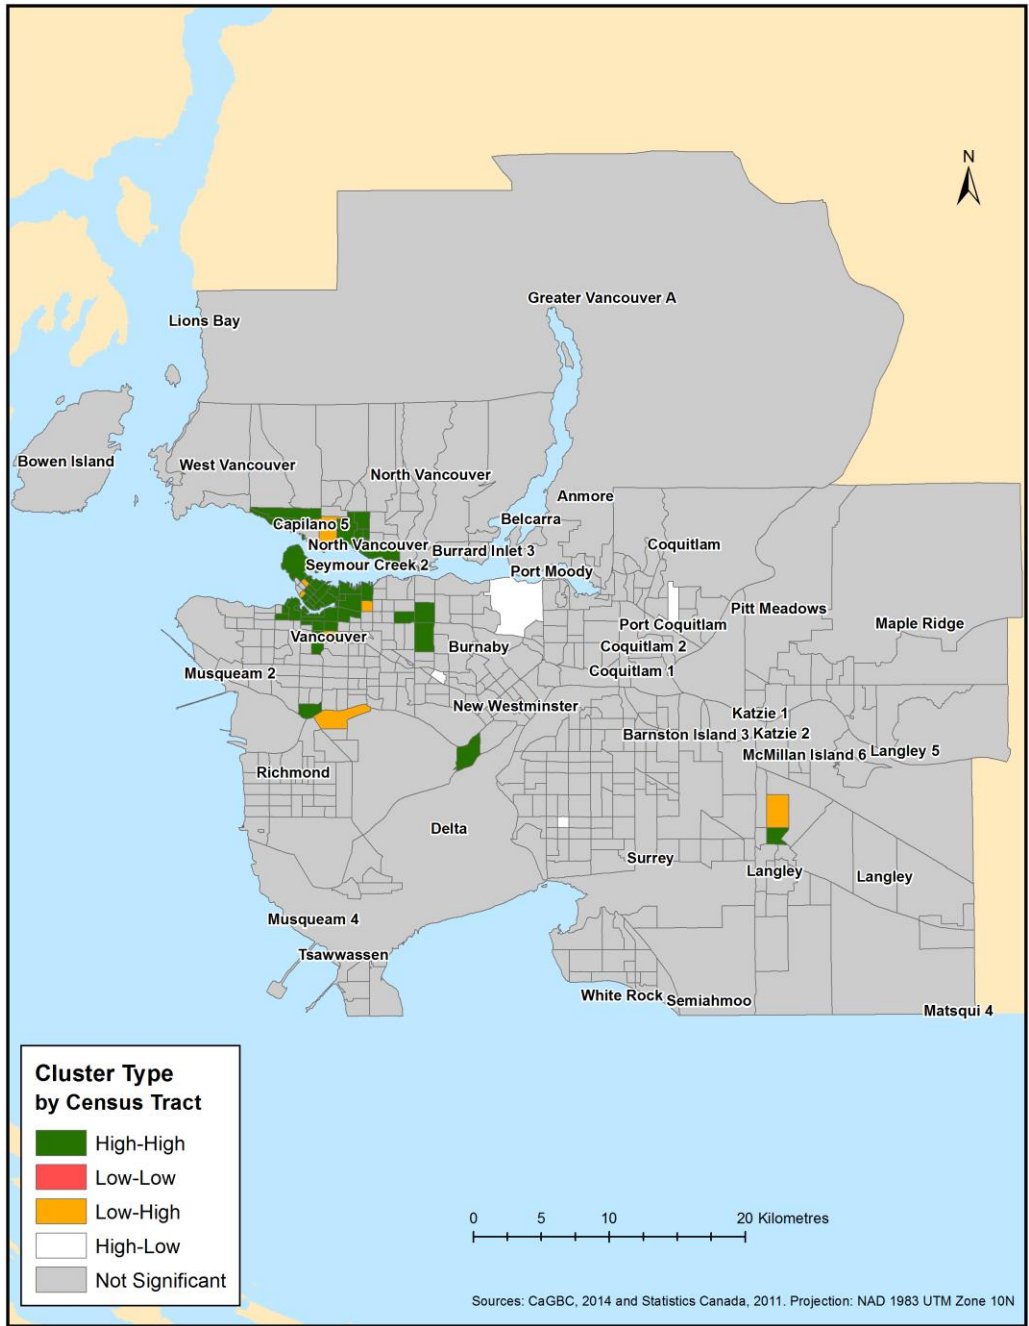 N
Greater Vancouver A
Lions Bay
Bowen Island
West Vancouver
North Vancouver
Anmore
Belcarra
Capilano 5
North Vancouver
Burrard Inlet 3
Coquitlam
Seymour Creek 2
Port Moody
Pitt Meadows
Port Coquitlam
Maple Ridge
Vancouver
Burnaby
Coquitlam 2
Musqueam 2
Coquitlam 1
New Westminster
Katzie 1
Barnston Island 3
Katzie 2
McMillan Island 6
Langley 5
Richmond
Delta
Surrey
Langley
Langley
Musqueam 4
Tsawwassen
White Rock
Semiahmoo
Matsqui 4
Cluster Type
by Census Tract
High-High
Low-Low
Low-High
High-Low
Not Significant
0 5 10 20 Kilometres
Sources: CaGBC, 2014 and Statistics Canada, 2011. Projection: NAD 1983 UTM Zone 10N